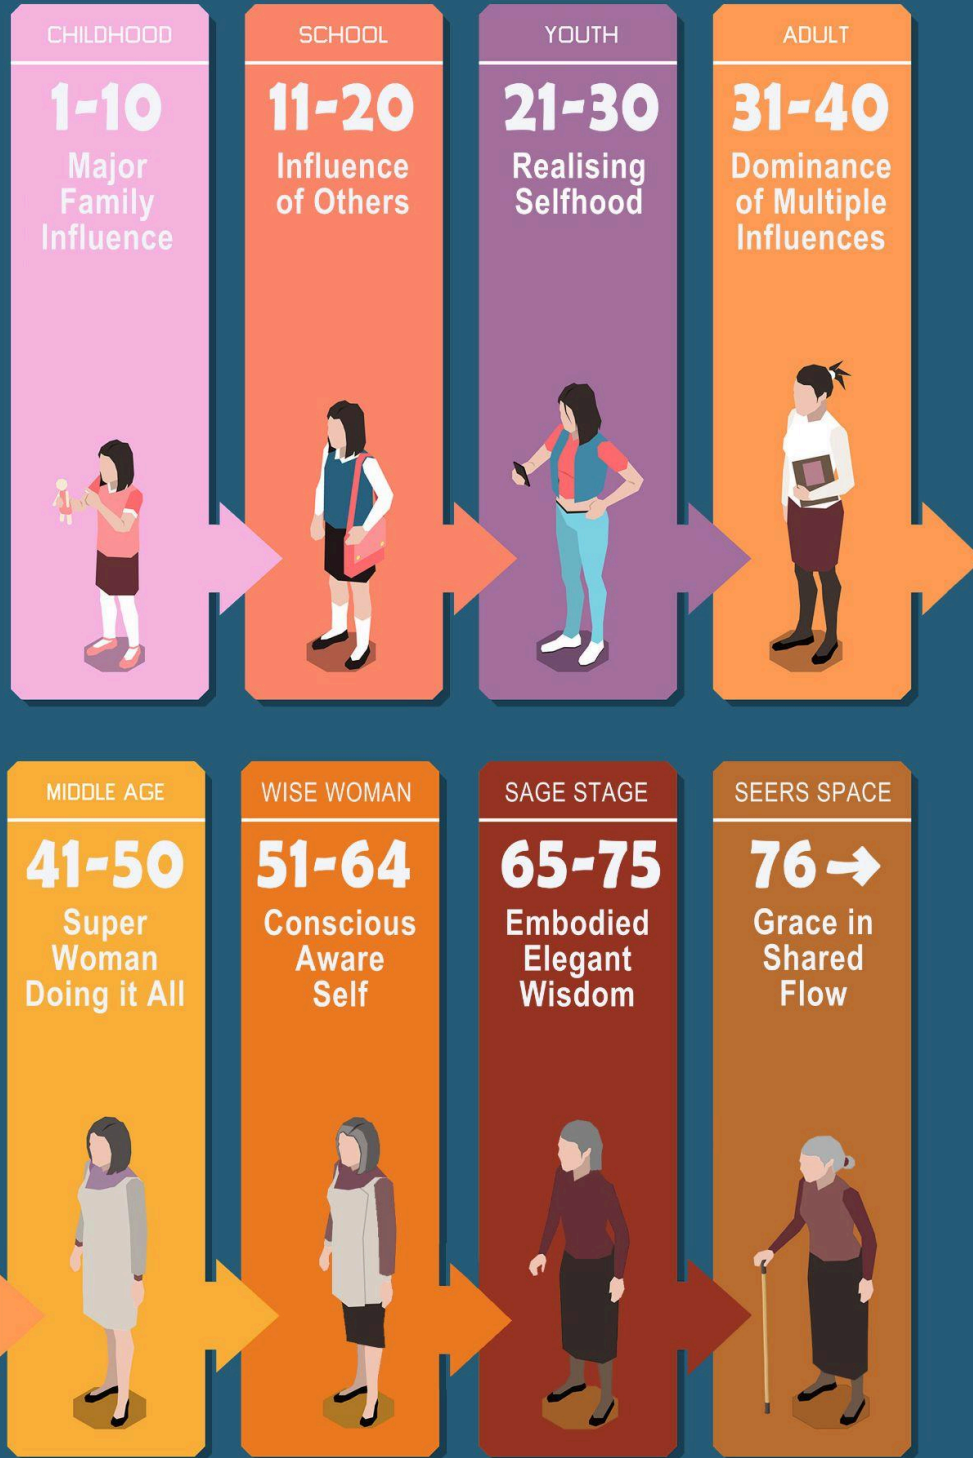 CHILDHOOD
1-10
Major
Family
Influence
SCHOOL
11-20
Influence
of Others
YOUTH
21-30
Realising
Selfhood
ADULT
31-40
Dominance
of Multiple
Influences
MIDDLE AGE
41-50
Super
Woman
Doing it All
WISE WOMAN
51-64
Conscious
Aware
Self
SAGE STAGE
65-75
Embodied
Elegant
Wisdom
SEERS SPACE
76 →
Grace in
Shared
Flow